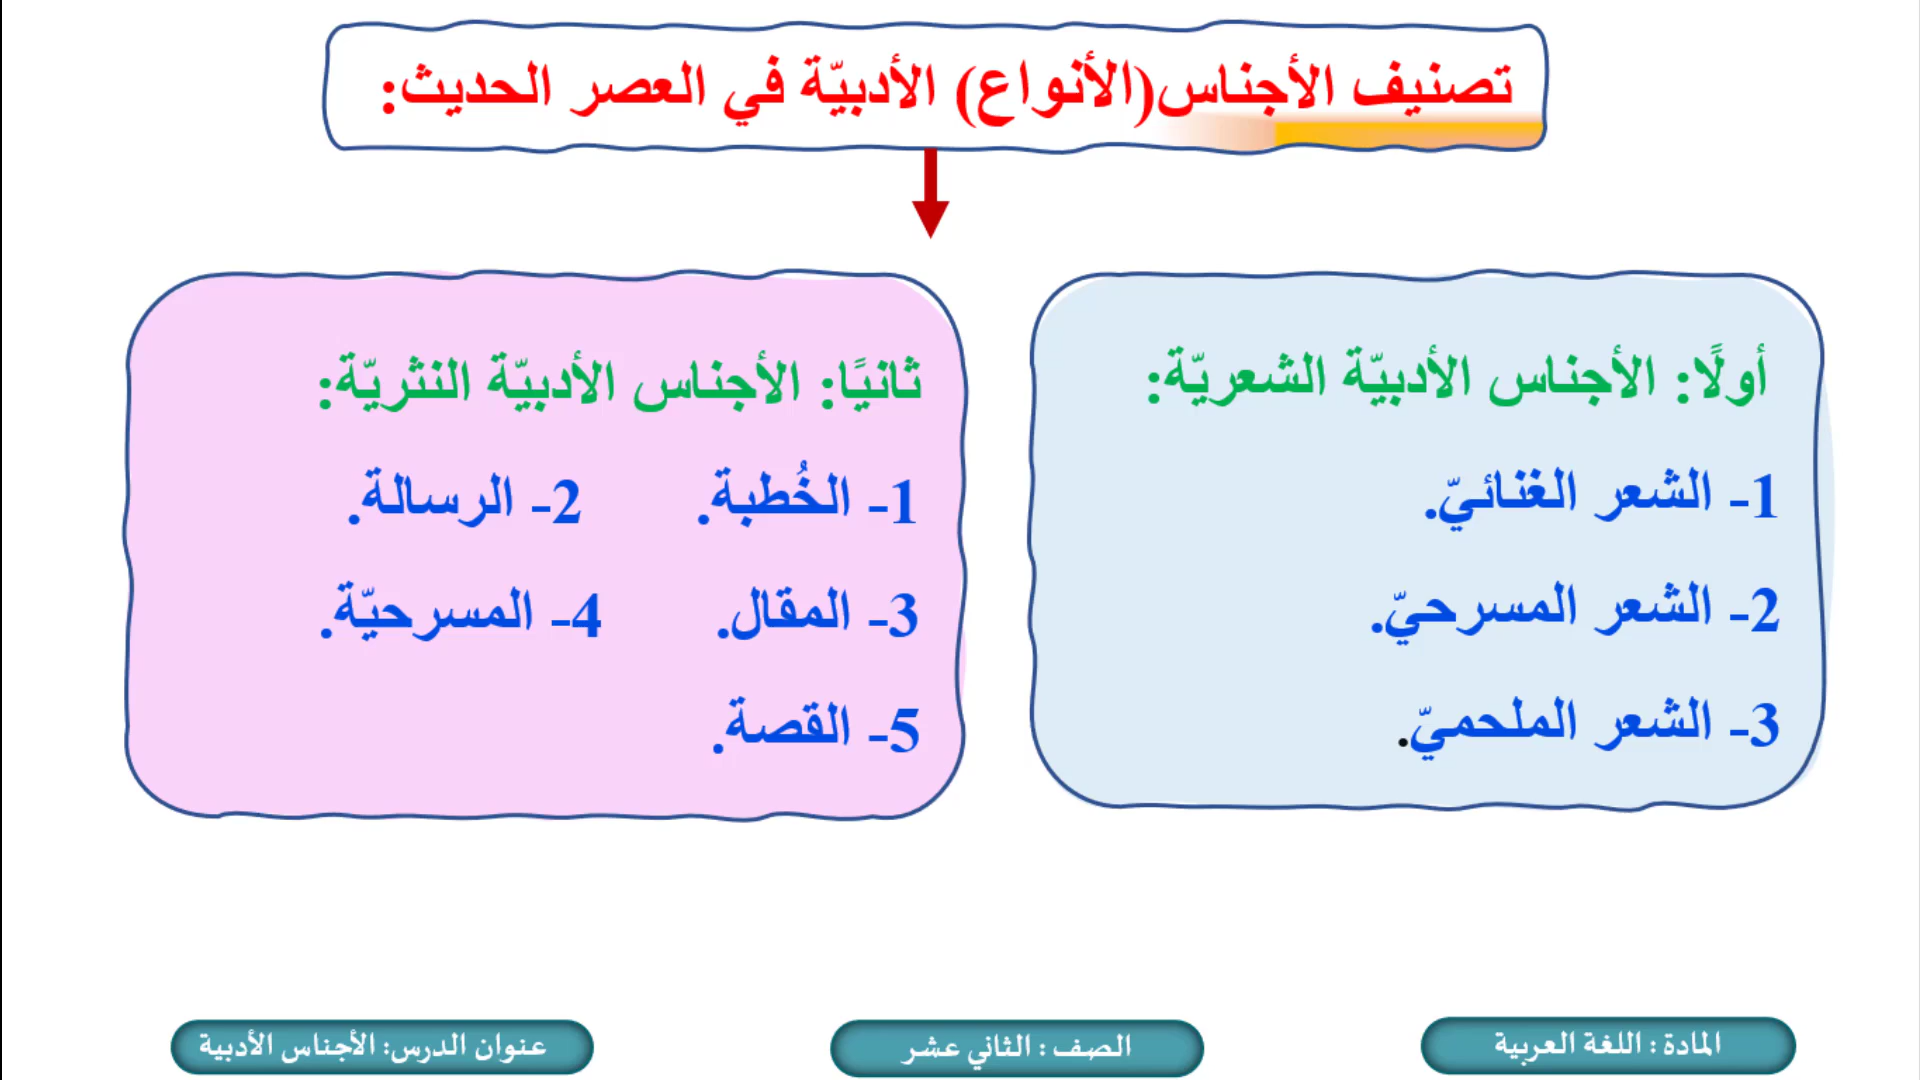 تصنيف الأجناس(الأنواع) الأدبيّة في العصر الحديث:
أولًا: الأجناس الأدبيّة الشعريّة:
1- الشعر الغنائيّ.
2- الشعر المسرحيّ.
3- الشعر الملحميّ.
ثانيًا: الأجناس الأدبيّة النثريّة:
1- الخُطبة. 2- الرسالة.
3- المقال. 4- المسرحيّة.
5- القصة.
المادة : اللغة العربية
الصف : الثاني عشر
عنوان الدرس: الأجناس الأدبية